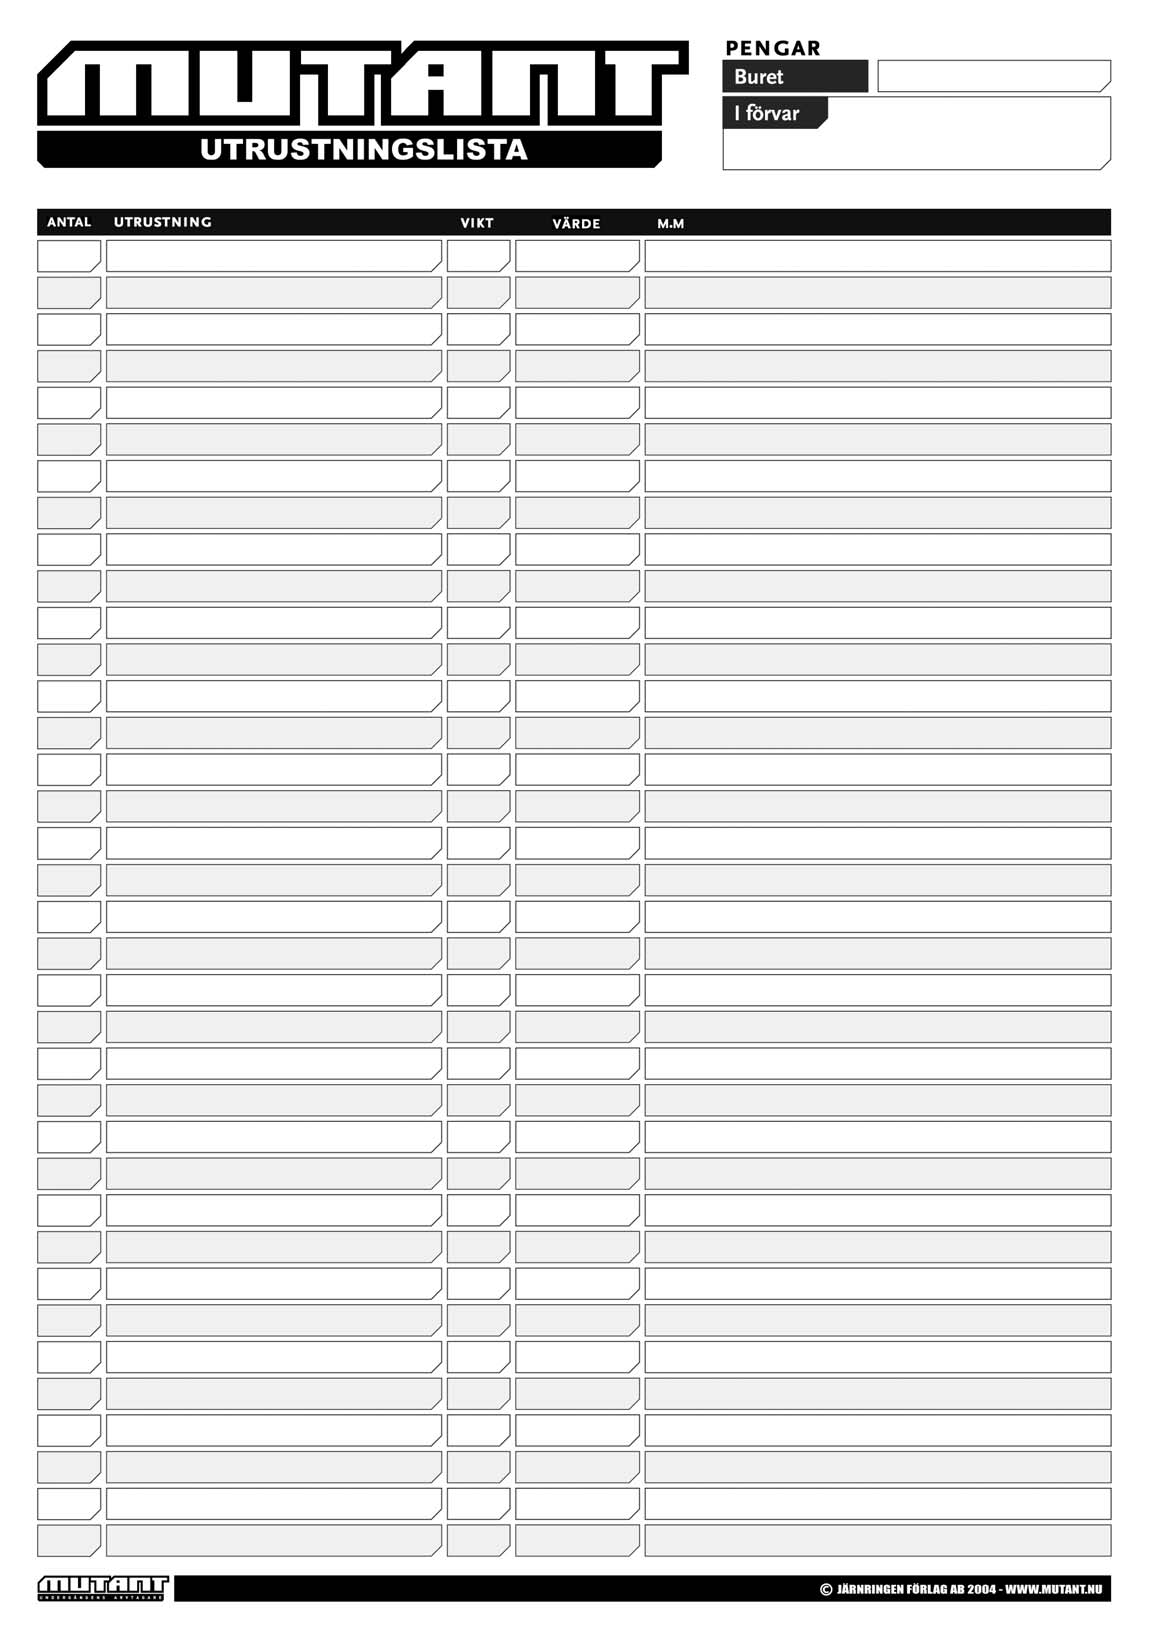 MUTANT
UTRUSTNINGSLISTA
PENGAR
Buret
I förvar
ANTAL UTRUSTNING VIKT VÄRDE M.M
MUTANT
UNDERGÅNGENS ARVTAGARE
© JÄRNRINGEN FÖRLAG AB 2004 - WWW.MUTANT.NU